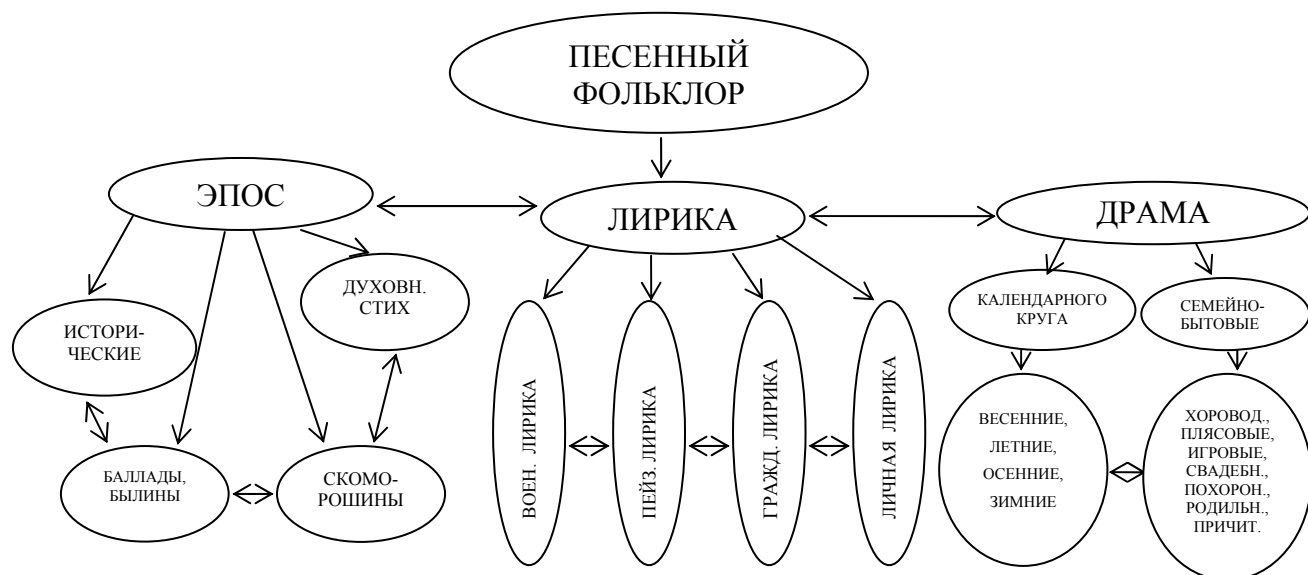 ПЕСЕННЫЙ
ФОЛЬКЛОР
ЭПОС
ЛИРИКА
ДРАМА
ИСТОРИ-
ЧЕСКИЕ
ДУХОВН.
СТИХ
БАЛЛАДЫ,
БЫЛИНЫ
СКОМО-
РОШИНЫ
ВОЕН. ЛИРИКА
ПЕЙЗ. ЛИРИКА
ГРАЖД. ЛИРИКА
ЛИЧНАЯ ЛИРИКА
КАЛЕНДАРНОГО
КРУГА
СЕМЕЙНО-
БЫТОВЫЕ
ВЕСЕННИЕ,
ЛЕТНИЕ,
ОСЕННИЕ,
ЗИМНИЕ
ХОРОВОД.,
ПЛЯСОВЫЕ,
ИГРОВЫЕ,
СВАДЕБН.,
ПОХОРОН.,
РОДИЛЬН.,
ПРИЧИТ.